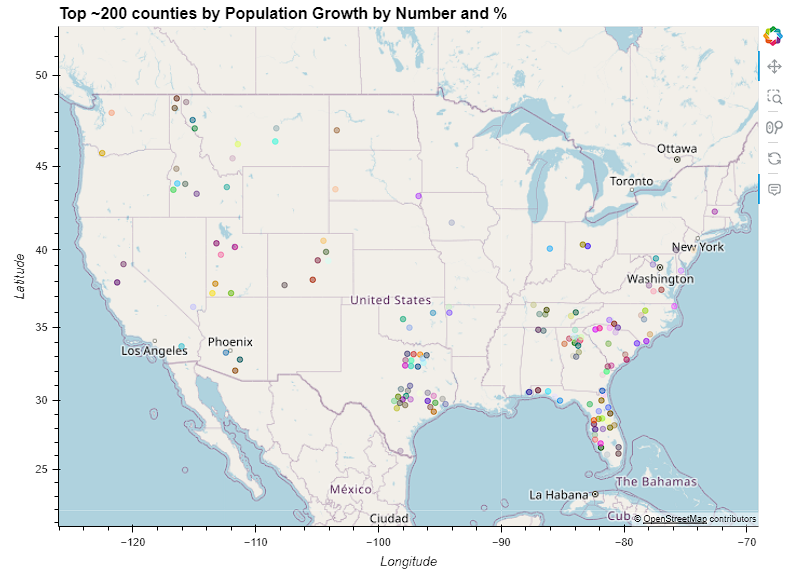 Top ~200 counties by Population Growth by Number and %
50
Ottawa
45
Toronto
40
New York
Washington
United States
35
Phoenix
Los Angeles
30
25
The Bahamas
México
La Habana
Ciudad
Cub
© OpenStreetMap contributors
−120
−110
−100
−90
−80
−70
Latitude
Longitude